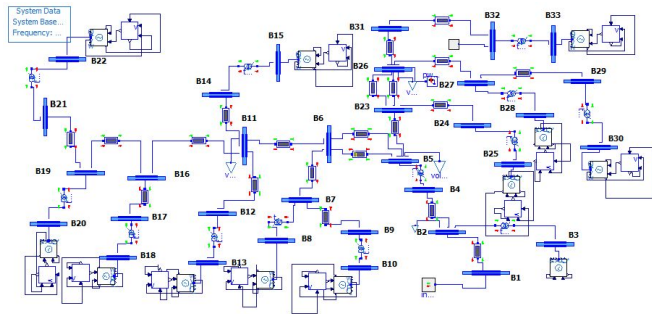 System Data
System Base...
Frequency: ...
B22
B15
B31
B32
B33
B26
B27
B29
B14
B21
B11
B6
B23
B24
B28
B30
B19
B16
B5
B25
B4
B20
B17
B12
B7
B2
B3
B8
B9
B18
B13
B10
B1
V...
vo...
in...